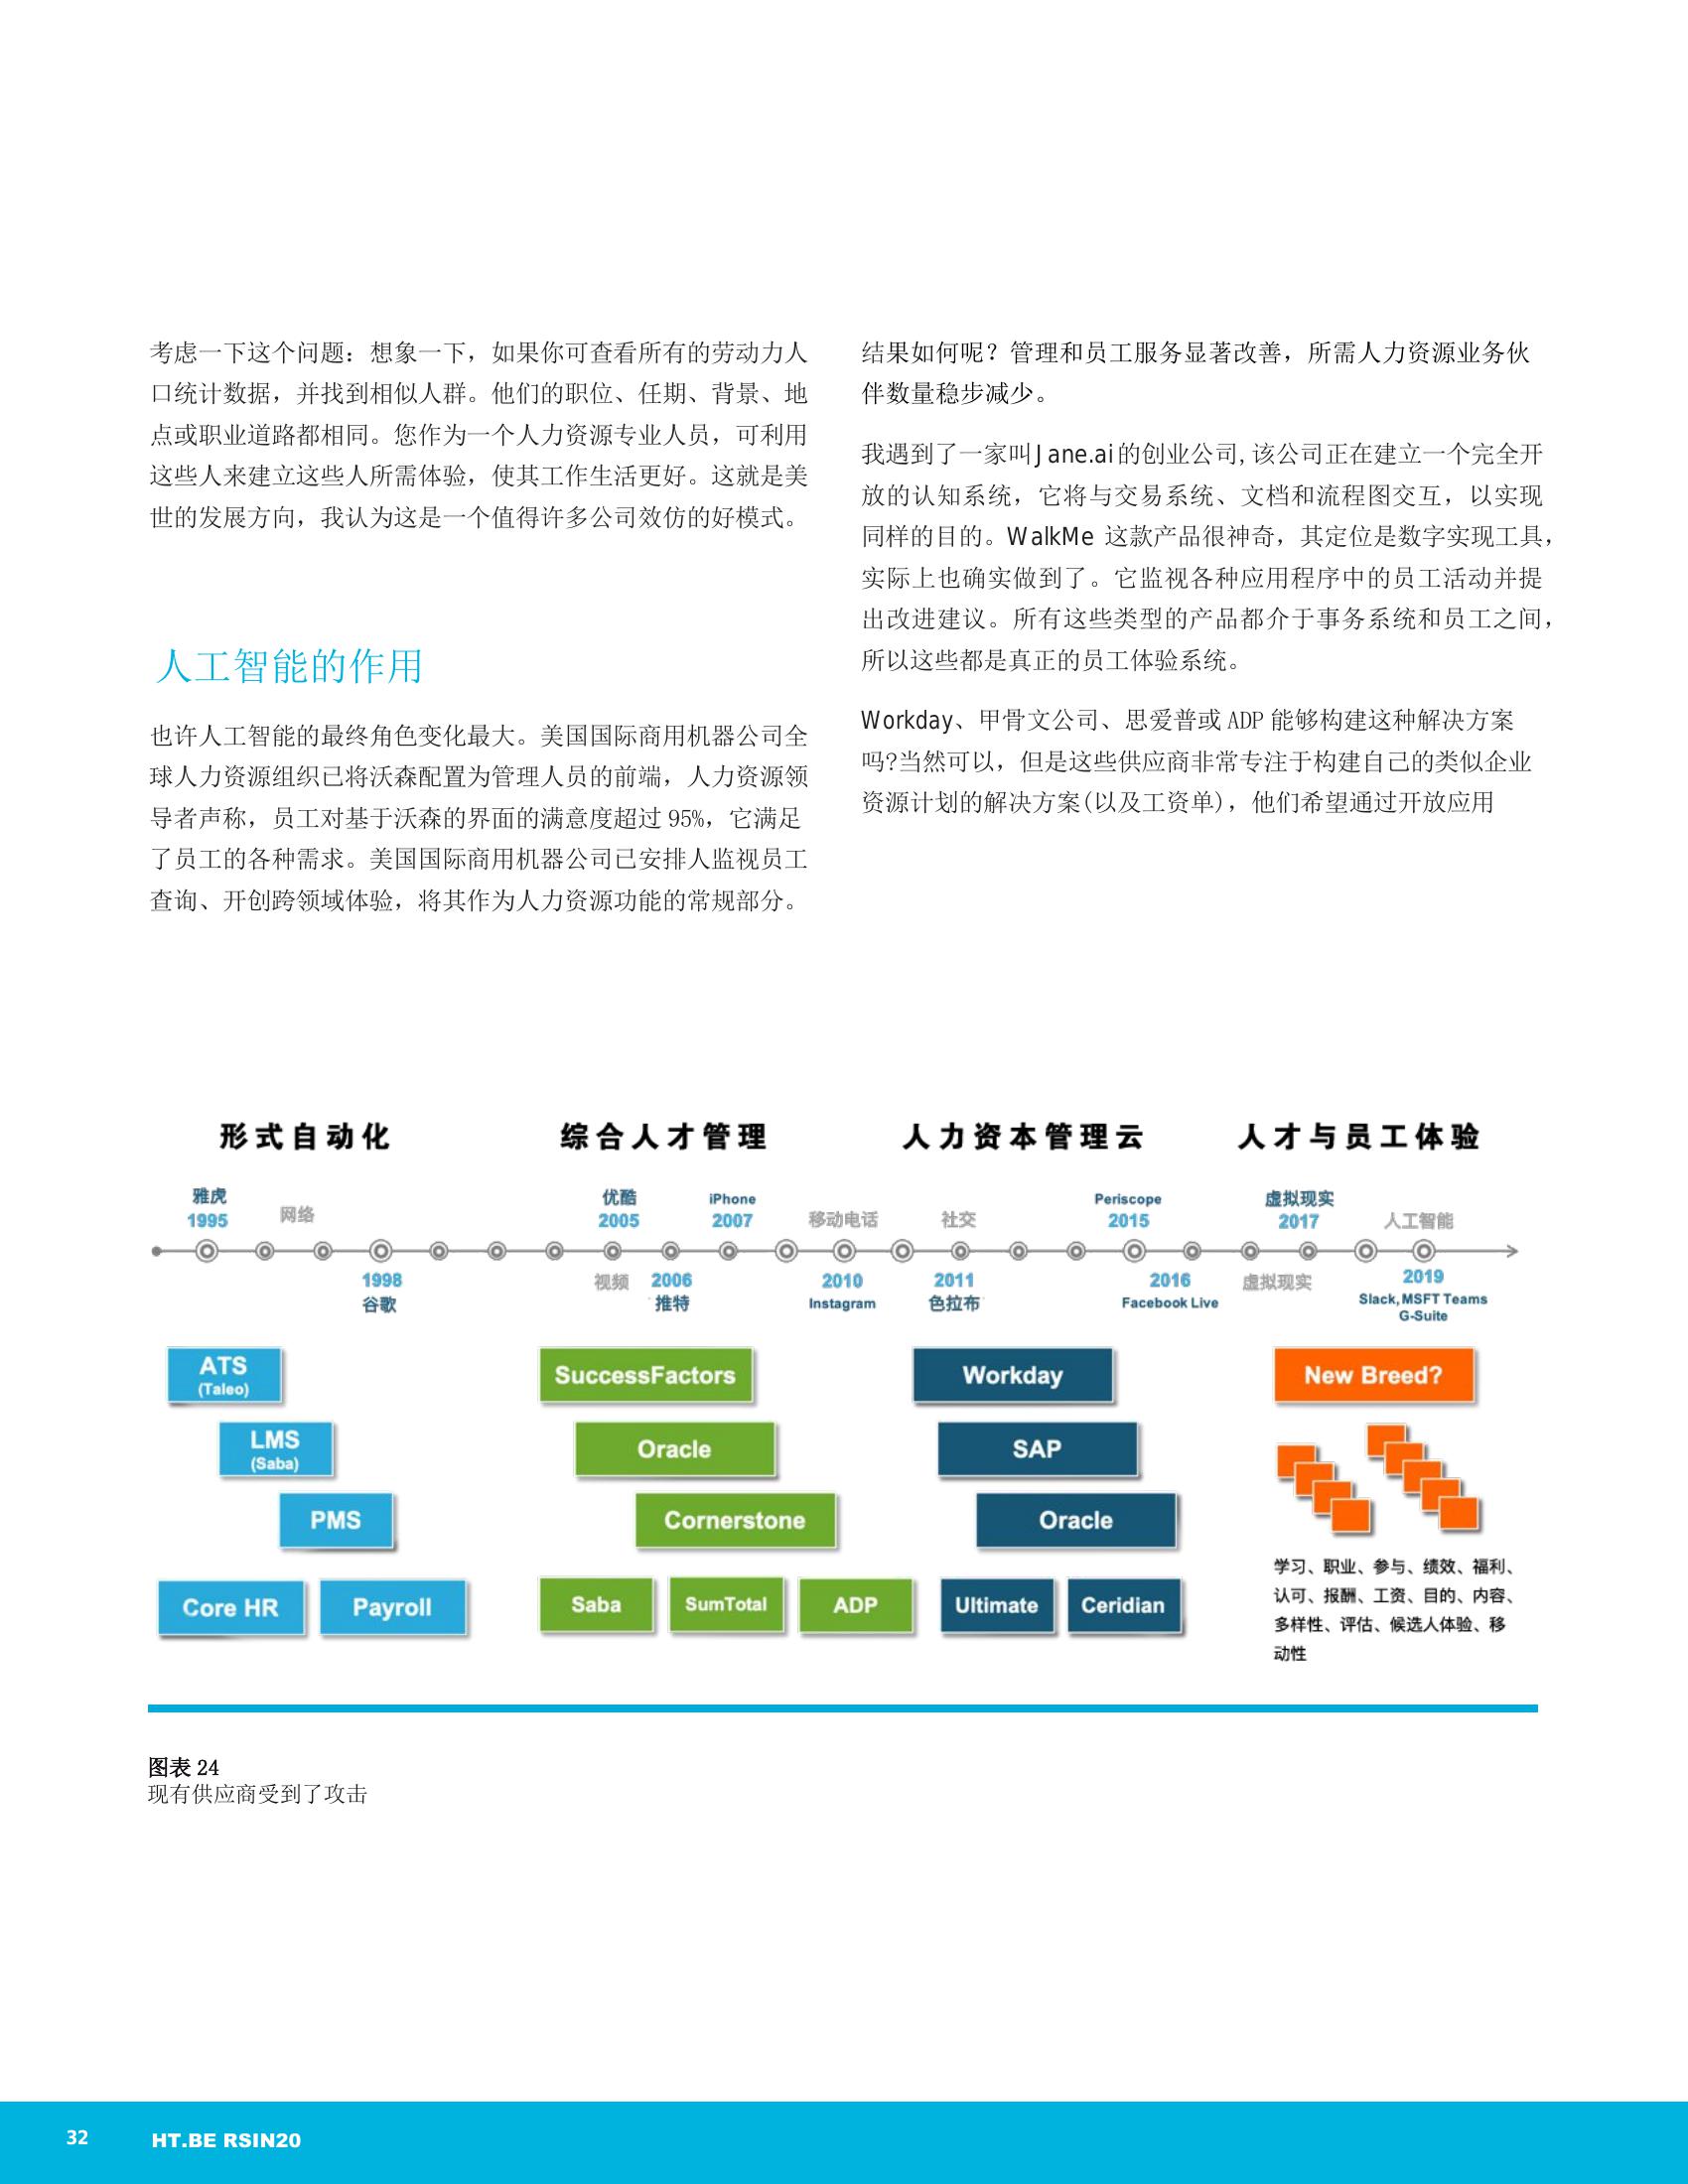 考虑一下这个问题：想象一下，如果你可查看所有的劳动力人
口统计数据，并找到相似人群。他们的职位、任期、背景、地
点或职业道路都相同。您作为一个人力资源专业人员，可利用
这些人来建立这些人所需体验，使其工作生活更好。这就是美
世的发展方向，我认为这是一个值得许多公司效仿的好模式。
人工智能的作用
也许人工智能的最终角色变化最大。美国国际商用机器公司全
球人力资源组织已将沃森配置为管理人员的前端，人力资源领
导者声称，员工对基于沃森的界面的满意度超过 95%，它满足
了员工的各种需求。美国国际商用机器公司已安排人监视员工
查询、开创跨领域体验，将其作为人力资源功能的常规部分。
结果如何呢？管理和员工服务显著改善，所需人力资源业务伙
伴数量稳步减少。
我遇到了一家叫Jane.ai的创业公司,该公司正在建立一个完全开
放的认知系统，它将与交易系统、文档和流程图交互，以实现
同样的目的。WalkMe 这款产品很神奇，其定位是数字实现工具，
实际上也确实做到了。它监视各种应用程序中的员工活动并提
出改进建议。所有这些类型的产品都介于事务系统和员工之间，
所以这些都是真正的员工体验系统。
Workday、甲骨文公司、思爱普或 ADP 能够构建这种解决方案
吗?当然可以，但是这些供应商非常专注于构建自己的类似企业
资源计划的解决方案(以及工资单)，他们希望通过开放应用
形式自动化 综合人才管理 人力资本管理云 人才与员工体验
雅虎 优酷 iPhone Periscope 虚拟现实
1995 网络 2005 2007 移动电话 社交 2015 2017 人工智能
1998 视频 2006 2010 2011 2016 虚拟现实 2019
谷歌 推特 Instagram 色拉布 Facebook Live Slack, MSFT Teams
G-Suite
ATS
(Taleo)
LMS
(Saba)
PMS
Core HR Payroll
SuccessFactors
Oracle
Cornerstone
Saba SumTotal ADP
Workday
SAP
Oracle
Ultimate Ceridian
New Breed?
学习、职业、参与、绩效、福利、
认可、报酬、工资、目的、内容、
多样性、评估、候选人体验、移
动性
图表 24
现有供应商受到了攻击
32 HT.BE RSIN20